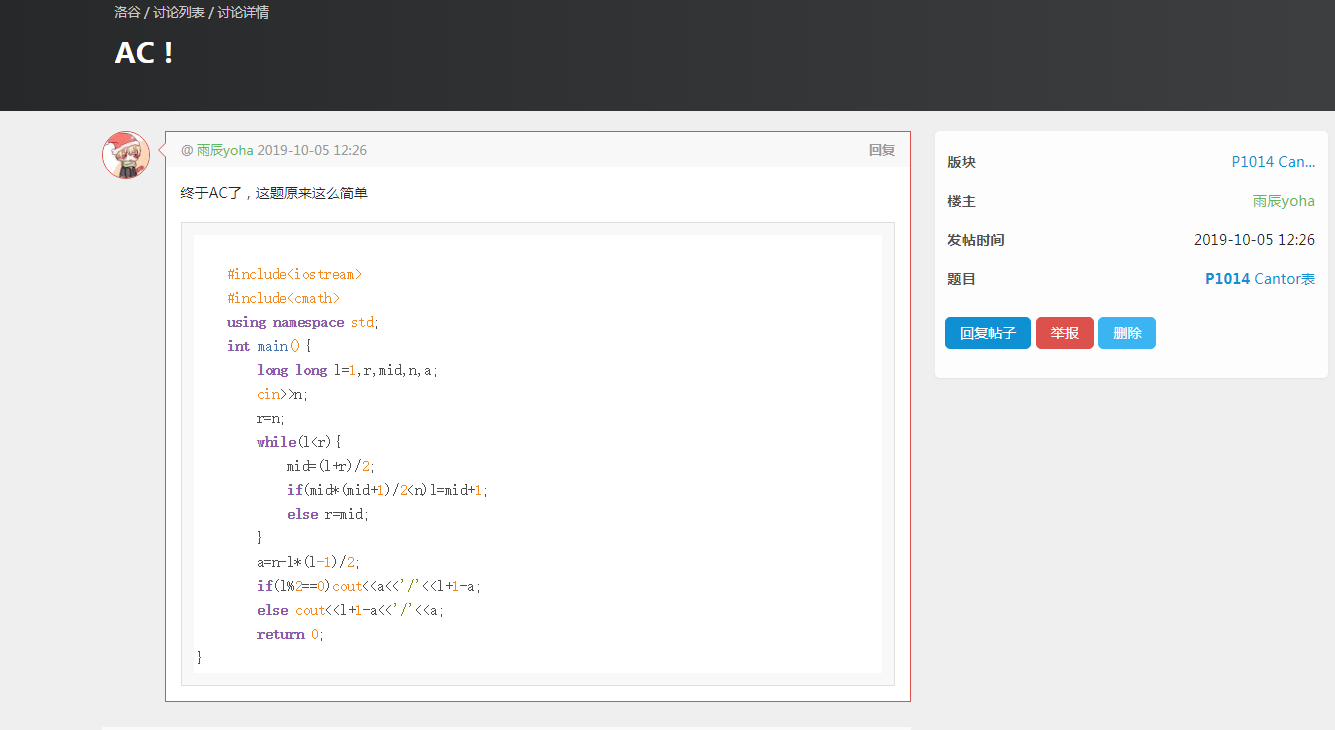 洛谷 / 讨论列表 / 讨论详情
AC！
@ 雨辰yoha 2019-10-05 12:26 回复
终于AC了，这题原来这么简单
#include<iostream>
#include<cmath>
using namespace std;
int main(){
long long l=1,r,mid,n,a;
cin>>n;
r=n;
while(l<r){
mid=(l+r)/2;
if(mid*(mid+1)/2<n)l=mid+1;
else r=mid;
}
a=n-l*(l-1)/2;
if(l%2==0)cout<<a<<'/'<<l+1-a;
else cout<<l+1-a<<'/'<<a;
return 0;
}
版块 P1014 Can...
楼主 雨辰yoha
发帖时间 2019-10-05 12:26
题目 P1014 Cantor表
回复帖子 举报 删除